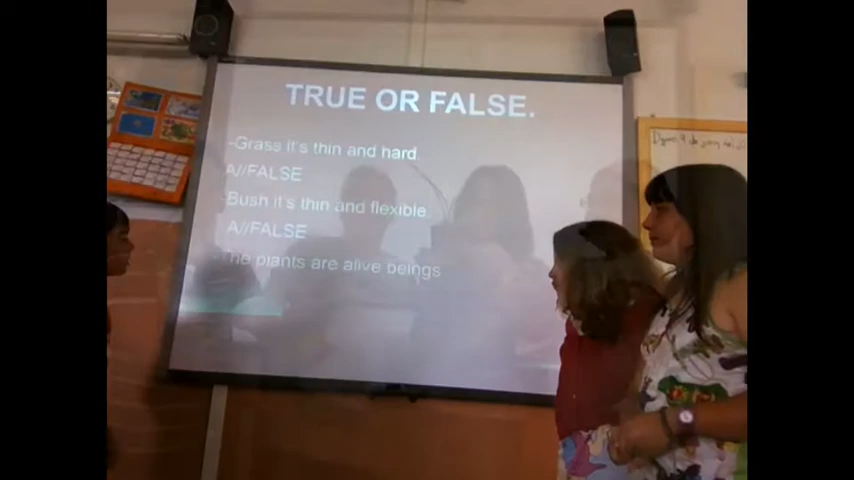 TRUE OR FALSE.
-Grass it's thin and hard.
A//FALSE
-Bush it's thin and flexible.
A//FALSE
-The plants are alive beings